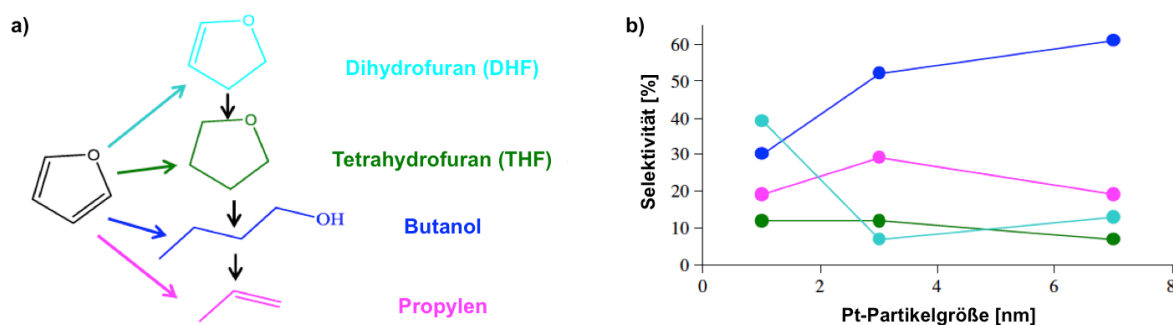 a)
O
Dihydrofuran (DHF)
O
Tetrahydrofuran (THF)
O
OH
Butanol
Propylen
b)
Selektivität [%]
60
50
40
30
20
10
0
0 2 4 6 8
Pt-Partikelgröße [nm]